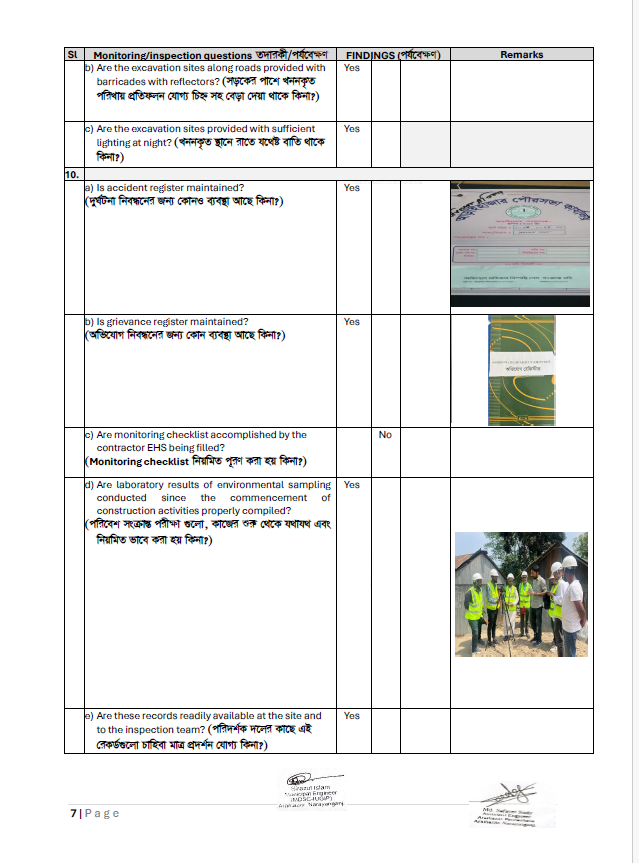 Sl
Monitoring/inspection questions তদারকী/পর্যবেক্ষণ
FINDINGS (পর্যবেক্ষণ)
Remarks
b) Are the excavation sites along roads provided with
barricades with reflectors? (সড়কের পাশে খননকৃত
পরিখায় প্রতিফলন যোগ্য চিহ্ন সহ বেড়া দেয়া থাকে কিনা?)
Yes
c) Are the excavation sites provided with sufficient
lighting at night? (খননকৃত স্থানে রাতে যথেষ্ট বাতি থাকে
কিনা?)
Yes
10.
a) Is accident register maintained?
(দুর্ঘটনা নিবন্ধনের জন্য কোনও ব্যবস্থা আছে কিনা?)
Yes
পৌরসভা
b) Is grievance register maintained?
(অভিযোগ নিবন্ধনের জন্য কোন ব্যবস্থা আছে কিনা?)
Yes
অভিযোগ রেজিস্টার
c) Are monitoring checklist accomplished by the
contractor EHS being filled?
(Monitoring checklist নিয়মিত পূরণ করা হয় কিনা?)
No
d) Are laboratory results of environmental sampling
conducted since the commencement of
construction activities properly compiled?
(পরিবেশ সংক্রান্ত পরীক্ষা গুলো, কাজের শুরু থেকে যথাযথ এবং
নিয়মিত ভাবে করা হয় কিনা?)
Yes
e) Are these records readily available at the site and
to the inspection team? (পরিদর্শক দলের কাছে এই
রেকর্ডগুলো চাহিবা মাত্র প্রদর্শন যোগ্য কিনা?)
Yes
Sirazul Islam
Municipal Engineer
(MDSC-IUGIP)
Araihazar, Narayanganj
7 | Page
Assistant Engineer
Araihazar Narayanganj